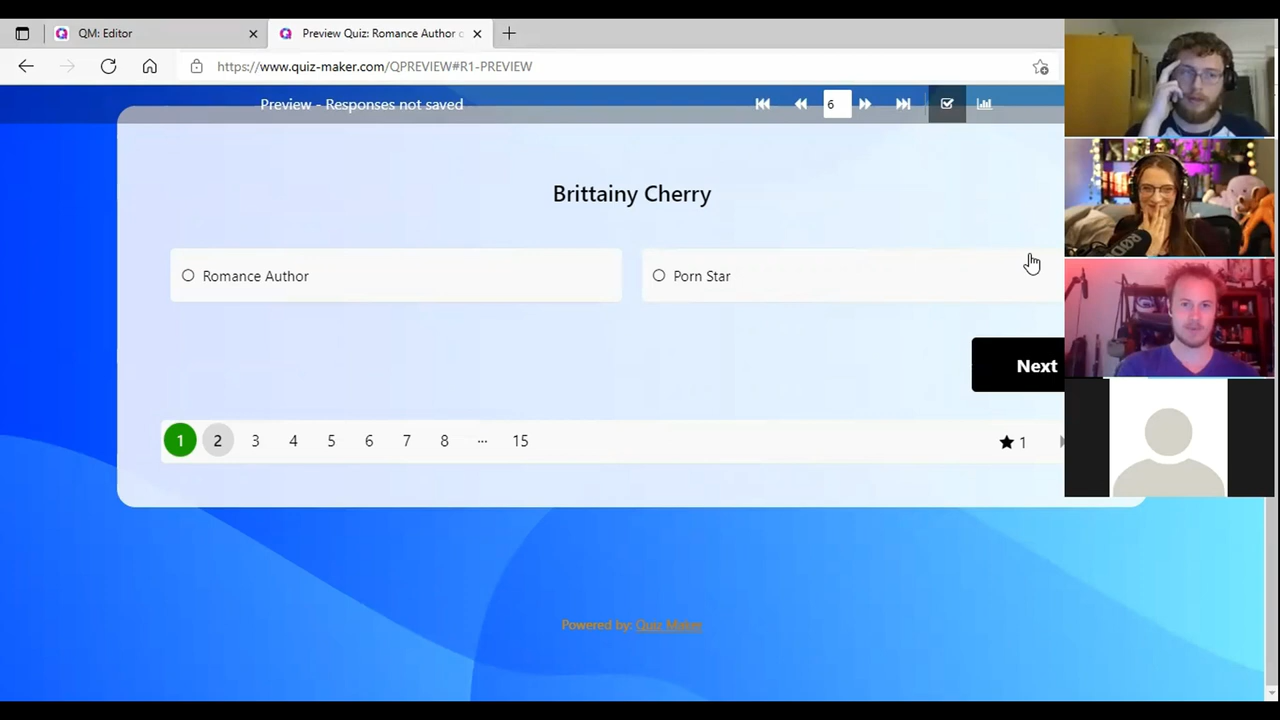 QM: Editor
Preview Quiz: Romance Author o
https://www.quiz-maker.com/QPREVIEW#R1-PREVIEW
Preview - Responses not saved
6
Brittainy Cherry
Romance Author
Porn Star
Next
1 2 3 4 5 6 7 8 ... 15
1
Powered by: Quiz Maker
RØDE